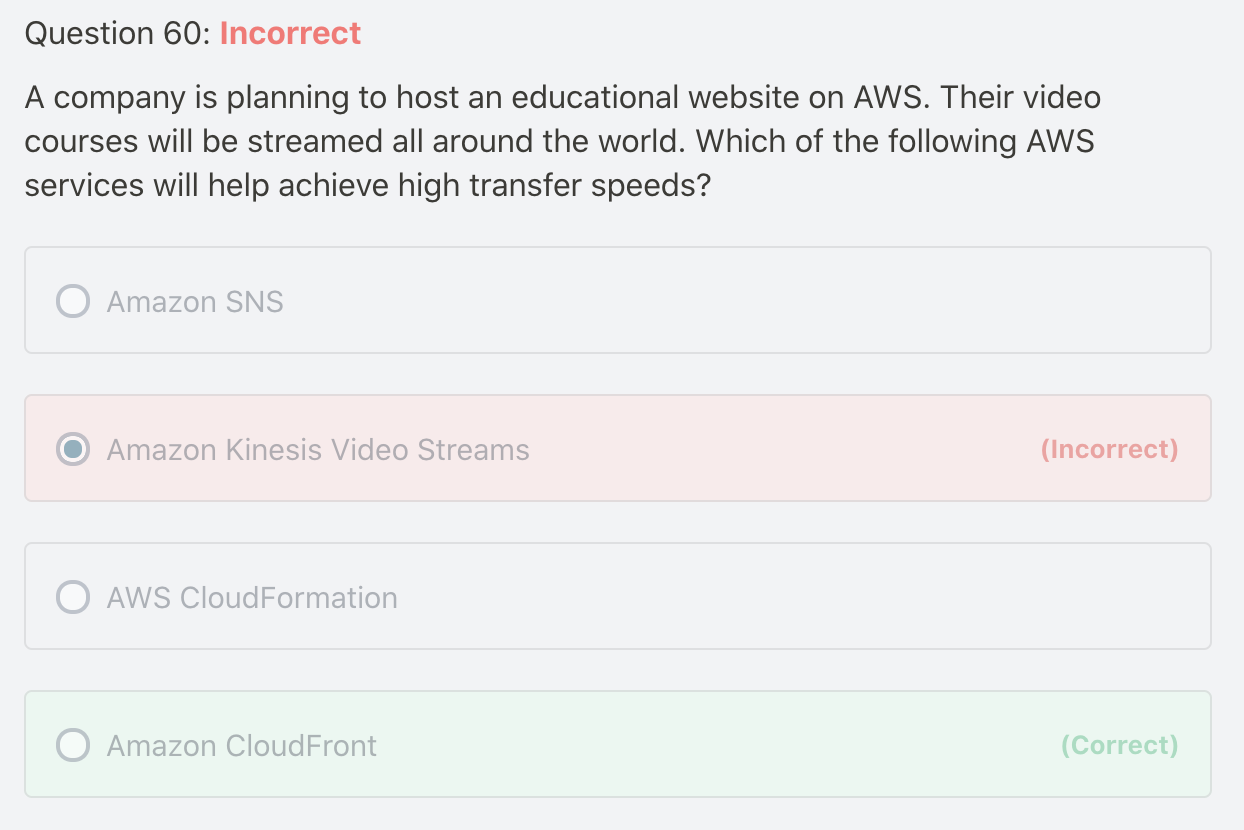 Question 60: Incorrect
A company is planning to host an educational website on AWS. Their video
courses will be streamed all around the world. Which of the following AWS
services will help achieve high transfer speeds?
Amazon SNS
Amazon Kinesis Video Streams (Incorrect)
AWS CloudFormation
Amazon CloudFront (Correct)